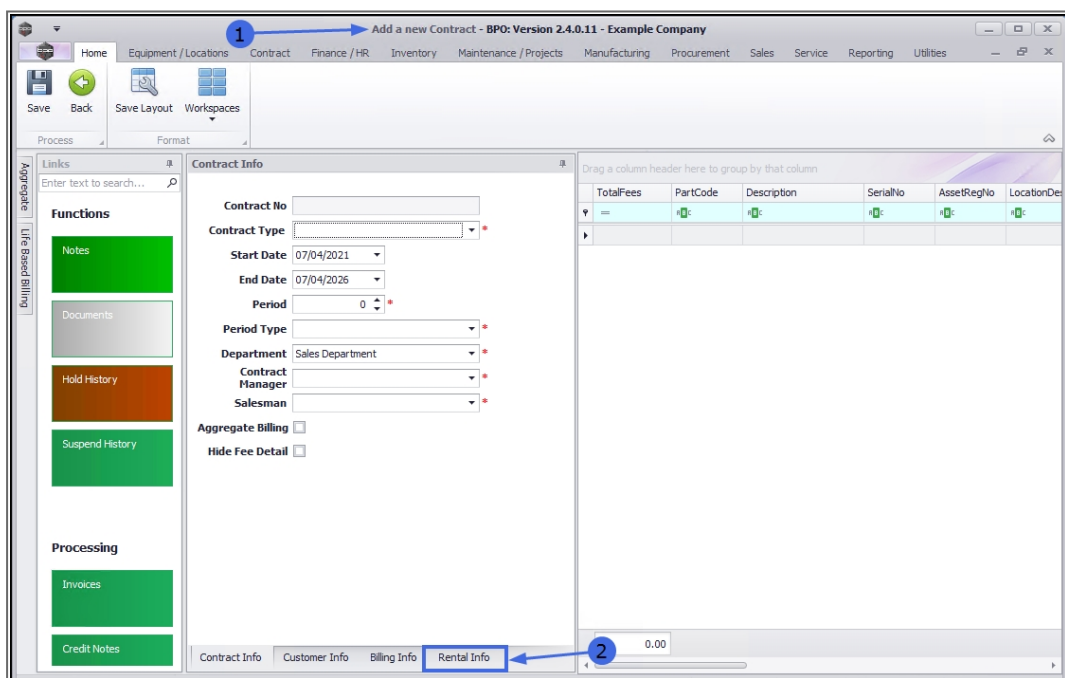 1
Add a new Contract - BPO: Version 2.4.0.11 - Example Company
Home Equipment / Locations Contract Finance / HR Inventory Maintenance / Projects Manufacturing Procurement Sales Service Reporting Utilities
Save Back Save Layout Workspaces
Process Format
Aggregate
Life Based Billing
Links
Enter text to search...
Functions
Notes
Documents
Hold History
Suspend History
Processing
Invoices
Credit Notes
Contract Info
Contract No
Contract Type *
Start Date 07/04/2021
End Date 07/04/2026
Period 0 *
Period Type *
Department Sales Department *
Contract
Manager *
Salesman *
Aggregate Billing
Hide Fee Detail
Contract Info Customer Info Billing Info Rental Info
2
Drag a column header here to group by that column
TotalFees PartCode Description SerialNo AssetRegNo LocationDes
=
0.00